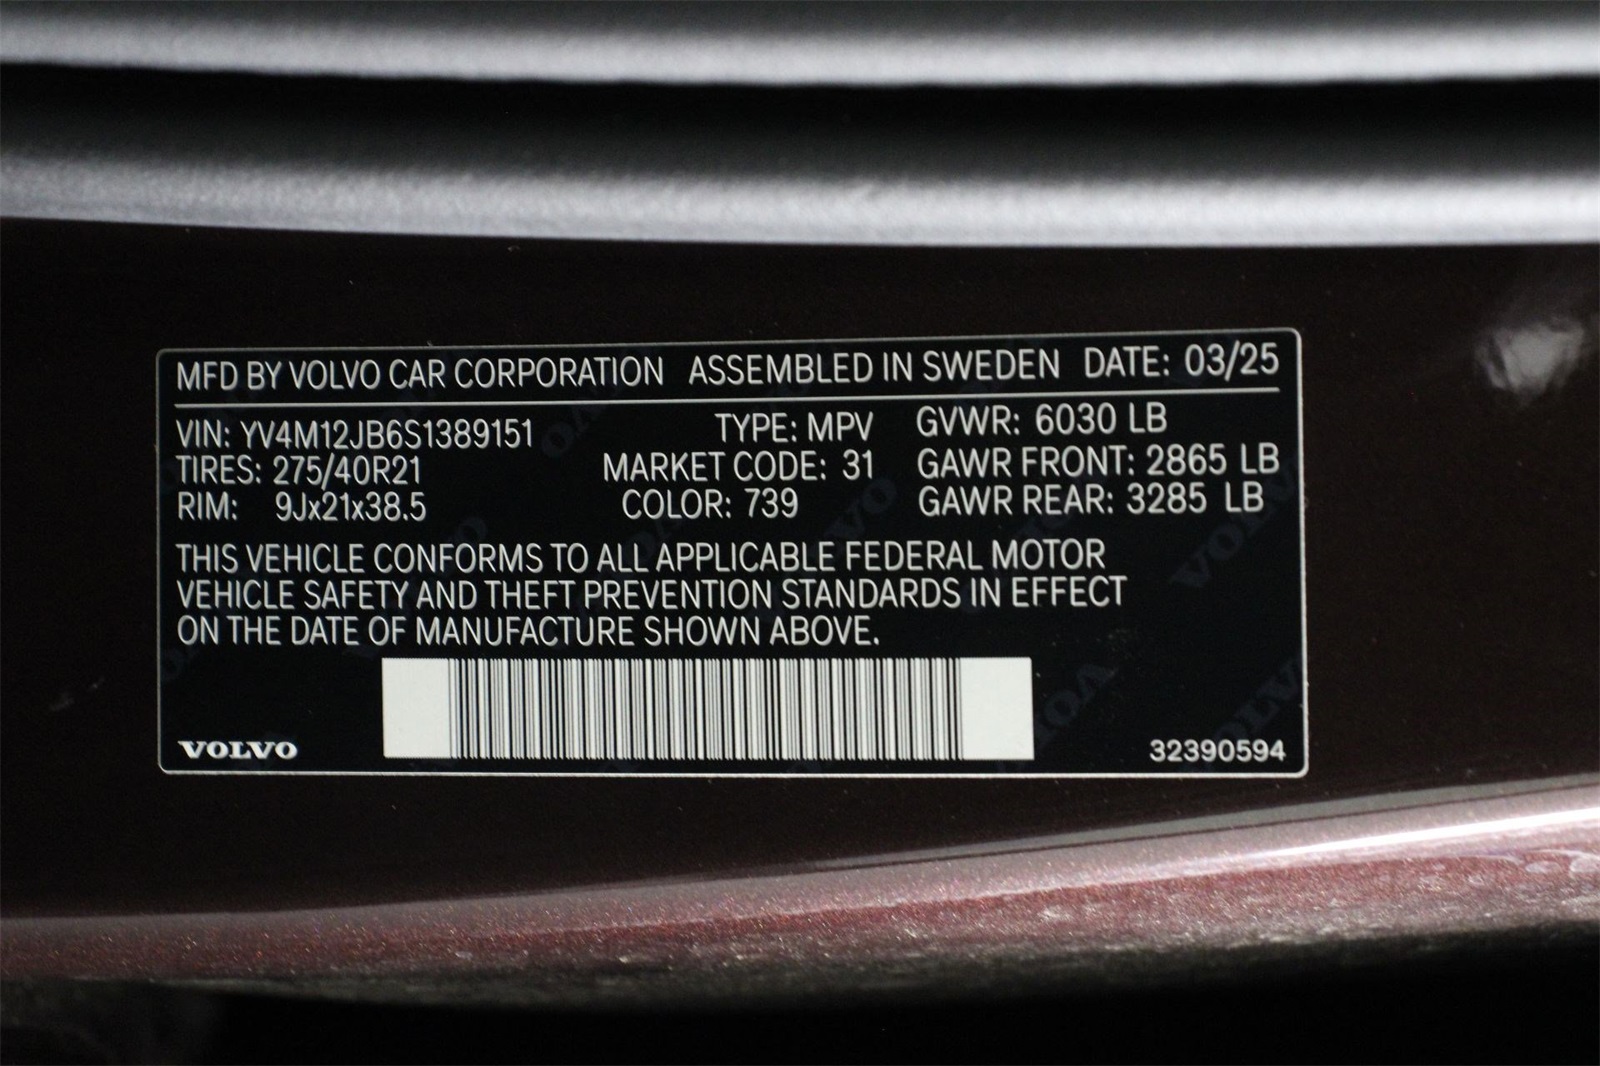 MFD BY VOLVO CAR CORPORATION ASSEMBLED IN SWEDEN DATE: 03/25
VIN: YV4M12JB6S1389151 TYPE: MPV GVWR: 6030 LB
TIRES: 275/40R21 MARKET CODE: 31 GAWR FRONT: 2865 LB
RIM: 9Jx21x38.5 COLOR: 739 GAWR REAR: 3285 LB
THIS VEHICLE CONFORMS TO ALL APPLICABLE FEDERAL MOTOR
VEHICLE SAFETY AND THEFT PREVENTION STANDARDS IN EFFECT
ON THE DATE OF MANUFACTURE SHOWN ABOVE.
VOLVO 32390594